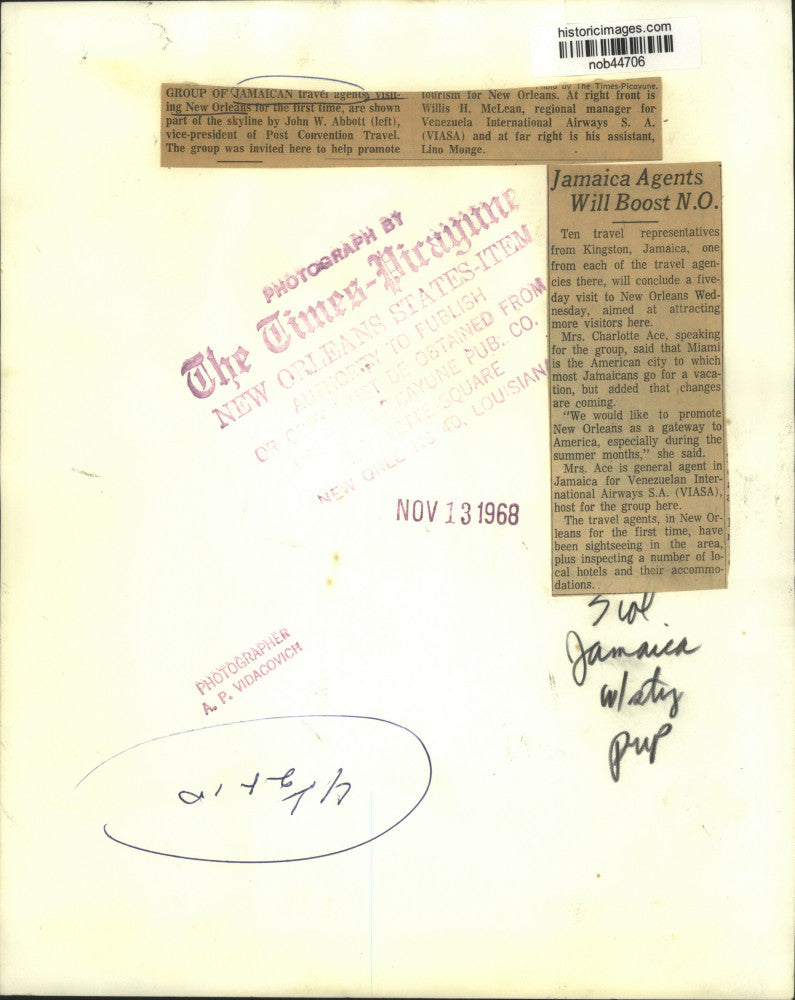 historicimages.com
nob44706
Photo by The Times-Picayune.
GROUP OF JAMAICAN travel agents visit-
ing New Orleans for the first time, are shown
part of the skyline by John W. Abbott (left),
vice-president of Post Convention Travel.
The group was invited here to help promote
tourism for New Orleans. At right front is
Willis H. McLean, regional manager for
Venezuela International Airways S. A.
(VIASA) and at far right is his assistant,
Lino Monge.
Jamaica Agents
Will Boost N.O.
Ten travel representatives
from Kingston, Jamaica, one
from each of the travel agen-
cies there, will conclude a five-
day visit to New Orleans Wed-
nesday, aimed at attracting
more visitors here.
Mrs. Charlotte Ace, speaking
for the group, said that Miami
is the American city to which
most Jamaicans go for a vaca-
tion, but added that changes
are coming.
"We would like to promote
New Orleans as a gateway to
America, especially during the
summer months," she said.
Mrs. Ace is general agent in
Jamaica for Venezuelan Inter-
national Airways S.A. (VIASA),
host for the group here.
The travel agents, in New Or-
leans for the first time, have
been sightseeing in the area,
plus inspecting a number of lo-
cal hotels and their accommo-
dations.
PHOTOGRAPH BY
The Times-Picayune
NEW ORLEANS STATES-ITEM
TO PUBLISH
OBTAINED FROM
PUB. CO.
SQUARE
NEW 40, LOUISIAN
NOV 13 1968
PHOTOGRAPHER
A. P. VIDACOVICH
Jamaica